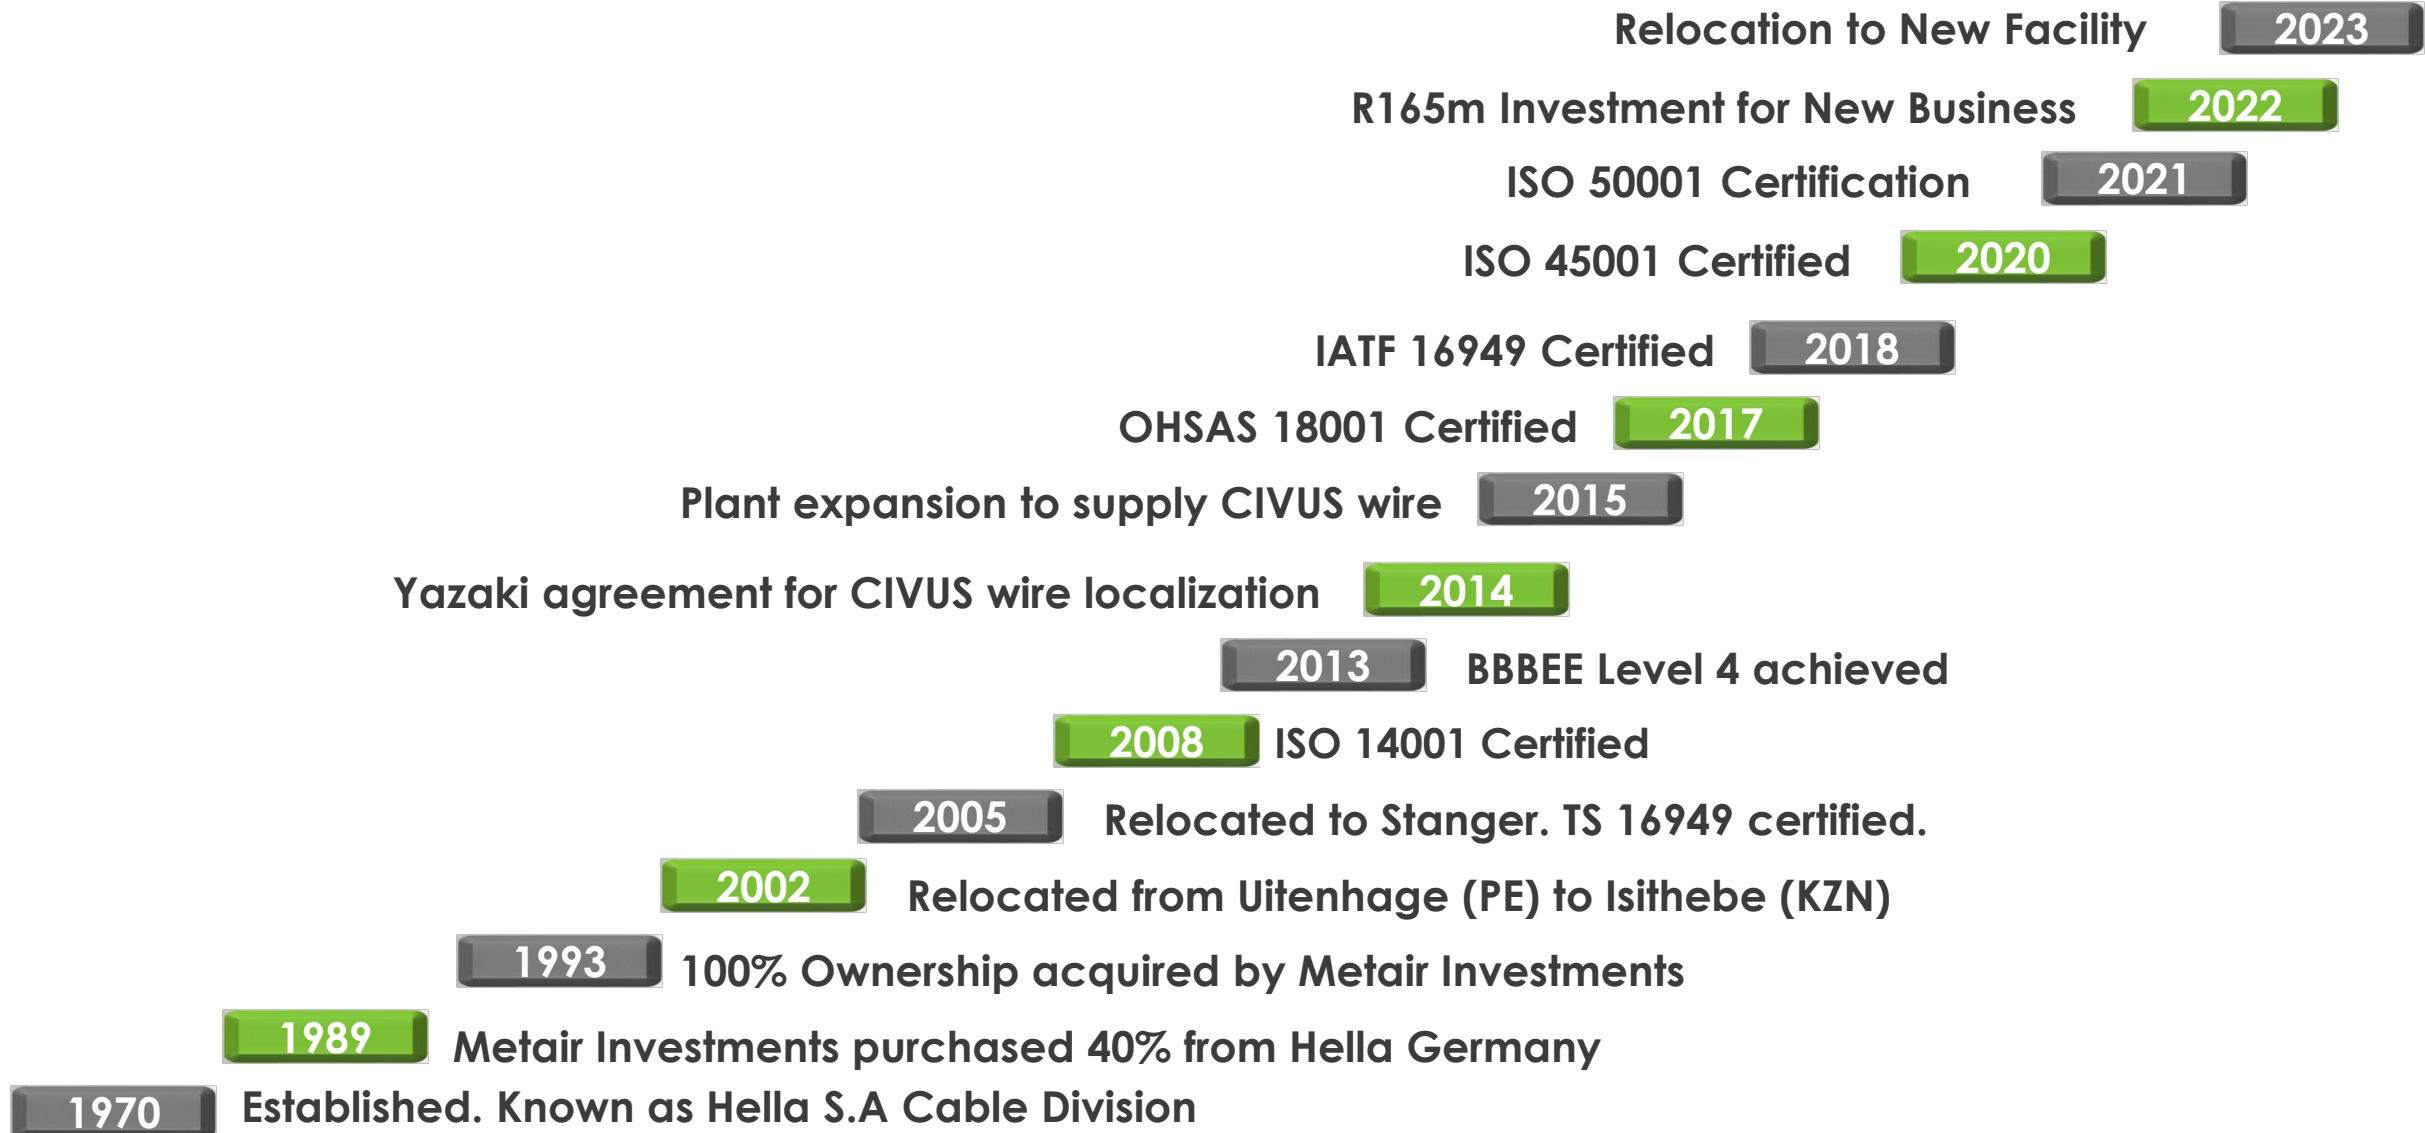 Relocation to New Facility 2023
R165m Investment for New Business 2022
ISO 50001 Certification 2021
ISO 45001 Certified 2020
IATF 16949 Certified 2018
OHSAS 18001 Certified 2017
Plant expansion to supply CIVUS wire 2015
Yazaki agreement for CIVUS wire localization 2014
2013 BBBEE Level 4 achieved
2008 ISO 14001 Certified
2005 Relocated to Stanger. TS 16949 certified.
2002 Relocated from Uitenhage (PE) to Isithebe (KZN)
1993 100% Ownership acquired by Metair Investments
1989 Metair Investments purchased 40% from Hella Germany
1970 Established. Known as Hella S.A Cable Division